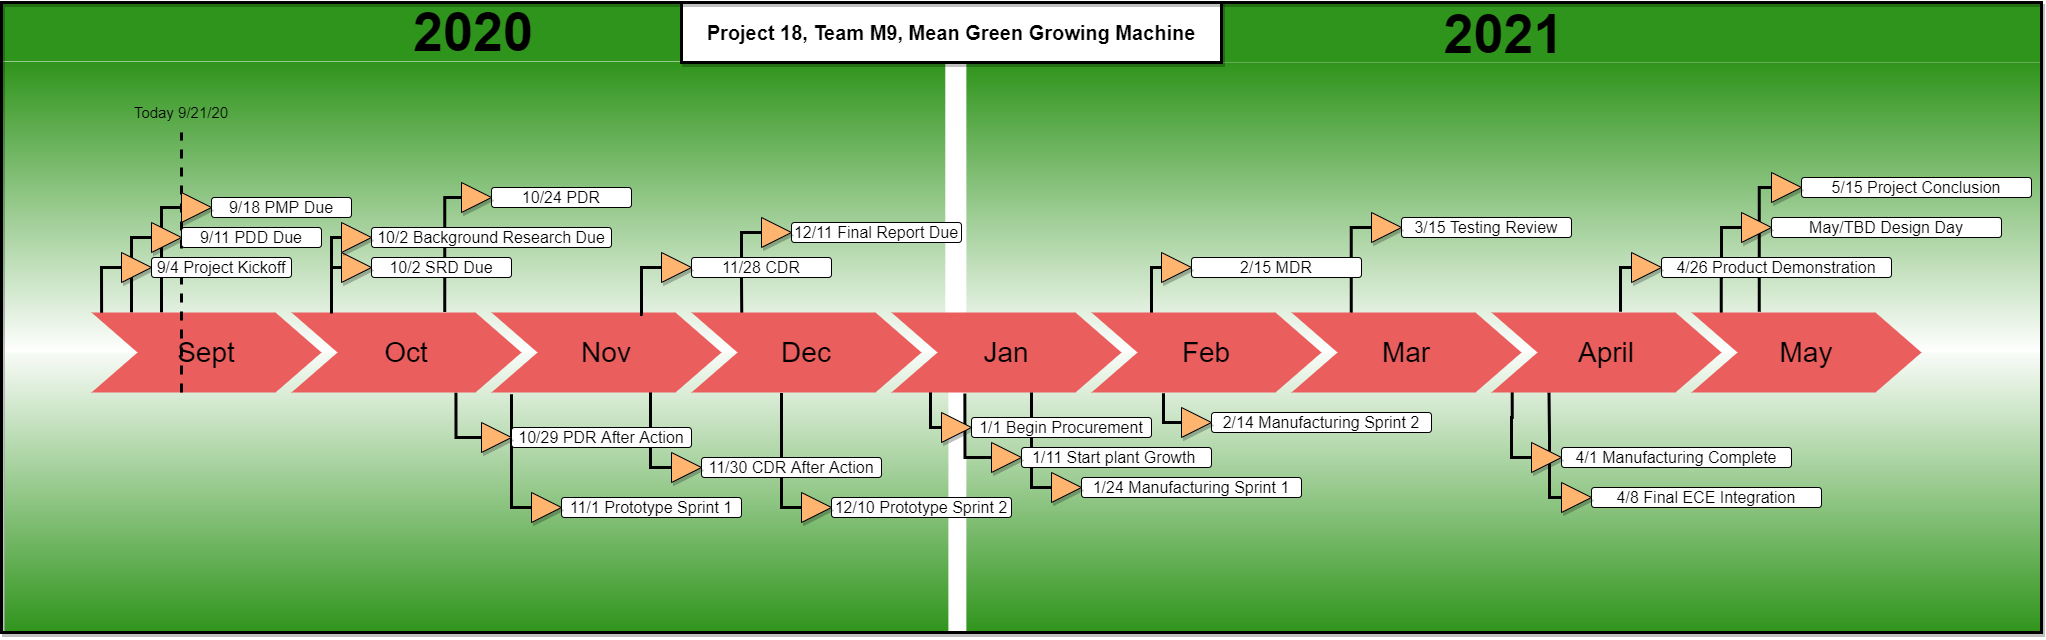 2020
Project 18, Team M9, Mean Green Growing Machine
2021
Today 9/21/20
9/18 PMP Due
9/11 PDD Due
9/4 Project Kickoff
10/24 PDR
10/2 Background Research Due
10/2 SRD Due
12/11 Final Report Due
11/28 CDR
2/15 MDR
3/15 Testing Review
5/15 Project Conclusion
May/TBD Design Day
4/26 Product Demonstration
Sept
Oct
Nov
Dec
Jan
Feb
Mar
April
May
10/29 PDR After Action
11/30 CDR After Action
11/1 Prototype Sprint 1
12/10 Prototype Sprint 2
1/1 Begin Procurement
1/11 Start plant Growth
1/24 Manufacturing Sprint 1
2/14 Manufacturing Sprint 2
4/1 Manufacturing Complete
4/8 Final ECE Integration